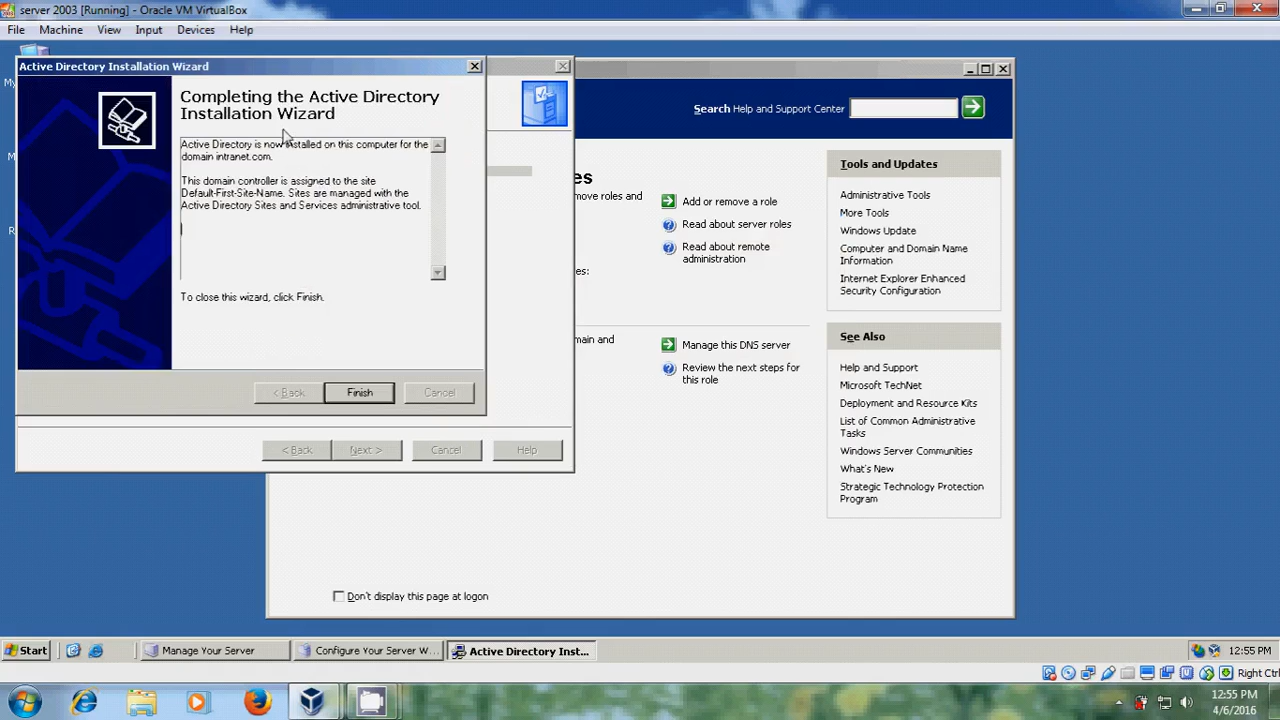 server 2003 [Running] - Oracle VM VirtualBox
File Machine View Input Devices Help
Active Directory Installation Wizard
Completing the Active Directory
Installation Wizard
Active Directory is now installed on this computer for the
domain intranet.com.
This domain controller is assigned to the site
Default-First-Site-Name. Sites are managed with the
Active Directory Sites and Services administrative tool.
To close this wizard, click Finish.
< Back Finish Cancel
< Back Next > Cancel Help
Search Help and Support Center
Add or remove a role
Read about server roles
Read about remote
administration
move roles and
Manage this DNS server
Review the next steps for
this role
Tools and Updates
Administrative Tools
More Tools
Windows Update
Computer and Domain Name
Information
Internet Explorer Enhanced
Security Configuration
See Also
Help and Support
Microsoft TechNet
Deployment and Resource Kits
List of Common Administrative
Tasks
Windows Server Communities
What's New
Strategic Technology Protection
Program
Don't display this page at logon
Start Manage Your Server Configure Your Server W... Active Directory Inst... 12:55 PM
Right Ctrl
12:55 PM
4/6/2016